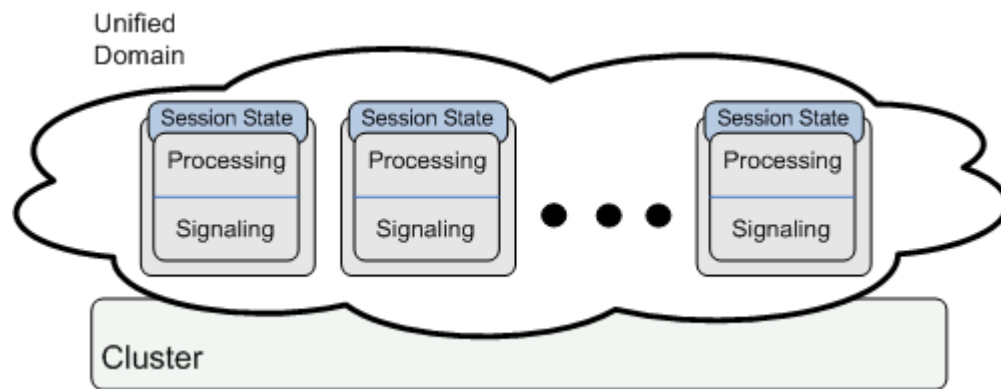 Unified
Domain
Session State
Processing
Signaling
Session State
Processing
Signaling
Session State
Processing
Signaling
Cluster